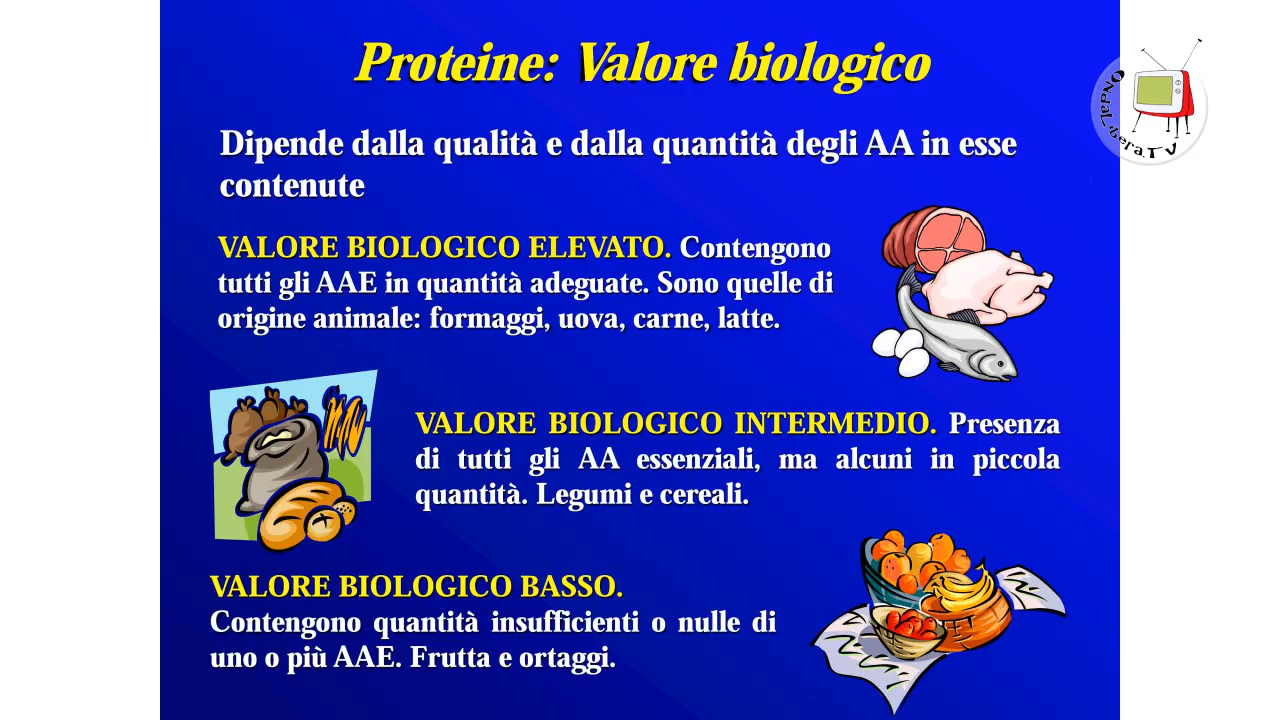 Proteine: Valore biologico
OndaLibera.TV
Dipende dalla qualità e dalla quantità degli AA in esse
contenute
VALORE BIOLOGICO ELEVATO. Contengono
tutti gli AAE in quantità adeguate. Sono quelle di
origine animale: formaggi, uova, carne, latte.
VALORE BIOLOGICO INTERMEDIO. Presenza
di tutti gli AA essenziali, ma alcuni in piccola
quantità. Legumi e cereali.
VALORE BIOLOGICO BASSO.
Contengono quantità insufficienti o nulle di
uno o più AAE. Frutta e ortaggi.